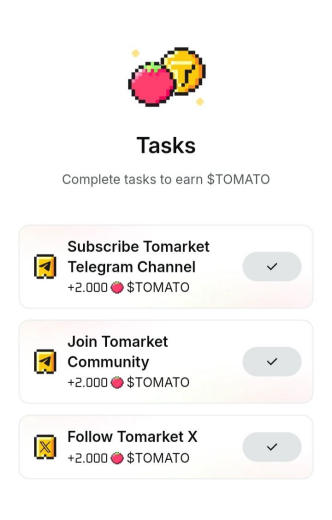 Tasks
Complete tasks to earn $TOMATO
Subscribe Tomarket
Telegram Channel
+2.000 $TOMATO
Join Tomarket
Community
+2.000 $TOMATO
Follow Tomarket X
+2.000 $TOMATO